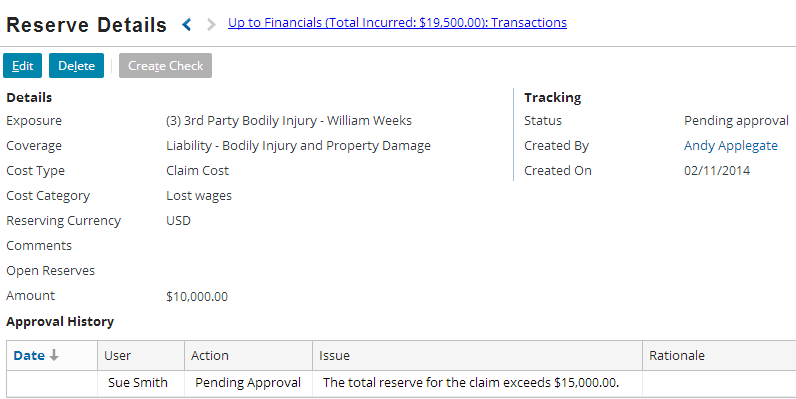 Reserve Details Up to Financials (Total Incurred: $19,500.00): Transactions
Edit Delete Create Check
Details Tracking
Exposure (3) 3rd Party Bodily Injury - William Weeks Status Pending approval
Coverage Liability - Bodily Injury and Property Damage Created By Andy Applegate
Cost Type Claim Cost Created On 02/11/2014
Cost Category Lost wages
Reserving Currency USD
Comments
Open Reserves
Amount $10,000.00
Approval History
Date User Action Issue Rationale
Sue Smith Pending Approval The total reserve for the claim exceeds $15,000.00.